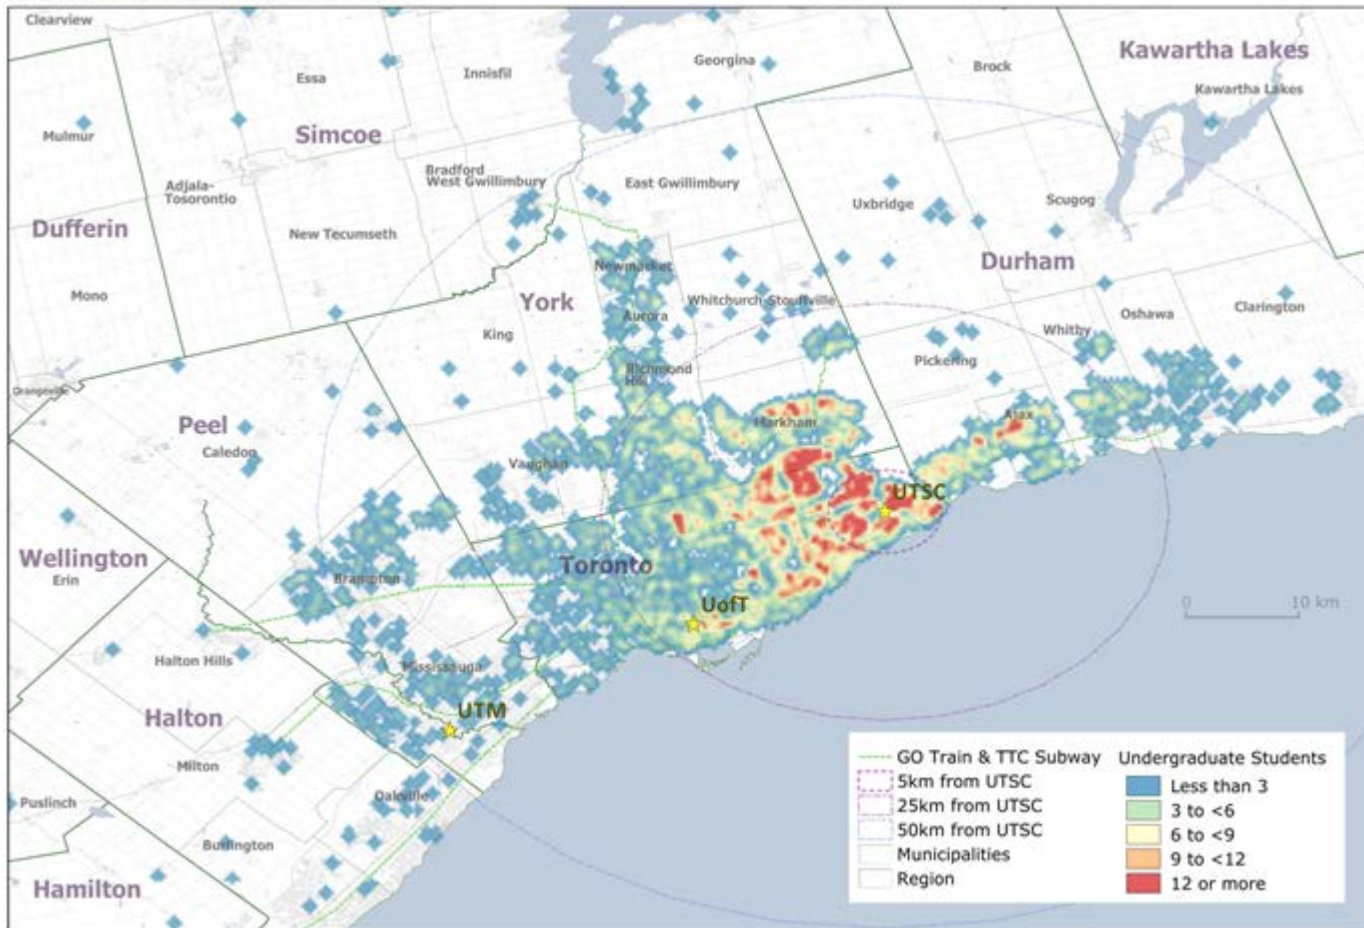 Clearview
Essa
Innisfil
Georgina
Brock
Kawartha Lakes
Kawartha Lakes
Mulmur
Simcoe
Adjala-
Tosorontio
Bradford
West Gwillimbury
East Gwillimbury
Uxbridge
Scugog
Dufferin
New Tecumseth
Durham
Mono
Newmarket
York
Whitchurch-Stouffville
Aurora
King
Whitby
Oshawa
Clarington
Pickering
Orangeville
Richmond
Hill
Peel
Caledon
Markham
Ajax
Vaughan
UTSC
Wellington
Erin
Brampton
Toronto
UofT
0 10 km
Halton Hills
Mississauga
Halton
UTM
Milton
Oakville
Puslinch
Burlington
Hamilton
GO Train & TTC Subway
5km from UTSC
25km from UTSC
50km from UTSC
Municipalities
Region
Undergraduate Students
Less than 3
3 to <6
6 to <9
9 to <12
12 or more